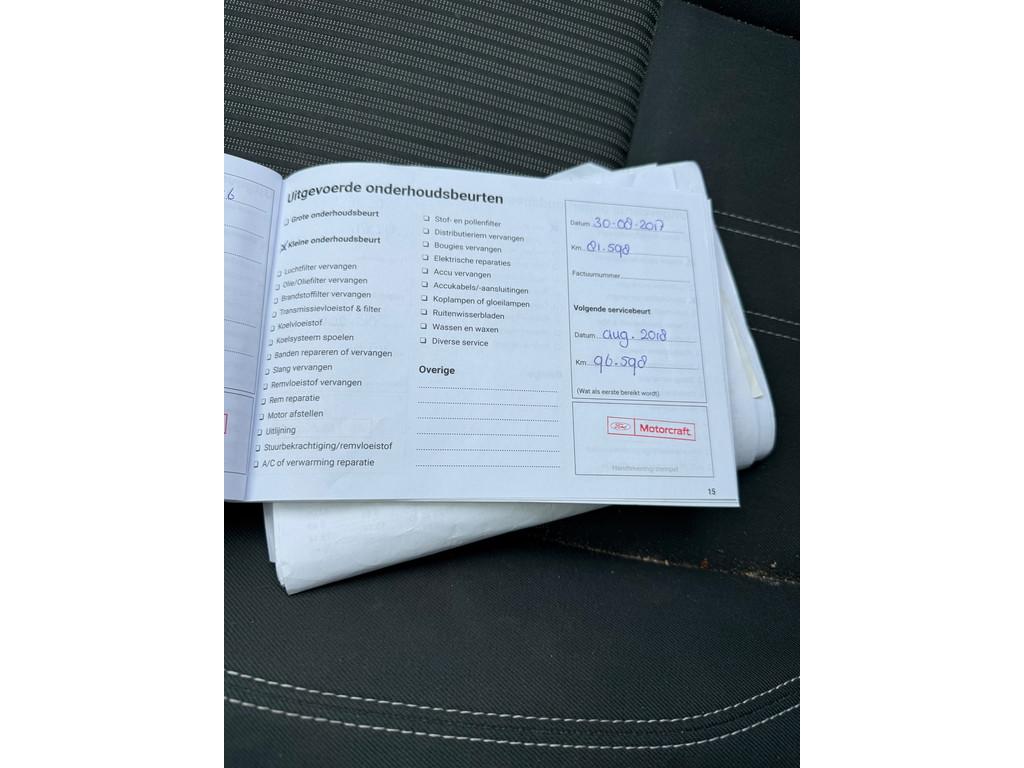 6
Uitgevoerde onderhoudsbeurten
Grote onderhoudsbeurt
Kleine onderhoudsbeurt
Luchtfilter vervangen
Olie/Oliefilter vervangen
Brandstoffilter vervangen
Transmissievloeistof & filter
Koelvloeistof
Koelsysteem spoelen
Banden repareren of vervangen
Slang vervangen
Remvloeistof vervangen
Rem reparatie
Motor afstellen
Uitlijning
Stuurbekrachtiging/remvloeistof
A/C of verwarming reparatie
Stof- en pollenfilter
Distributieriem vervangen
Bougies vervangen
Elektrische reparaties
Accu vervangen
Accukabels/-aansluitingen
Koplampen of gloeilampen
Ruitenwisserbladen
Wassen en waxen
Diverse service
Overige
Datum 30-08-2017
Km 81.598
Factuurnummer
Volgende servicebeurt
Datum aug. 2018
Km 96.598
(Wat als eerste bereikt wordt)
Ford Motorcraft
Handtekening/stempel
15